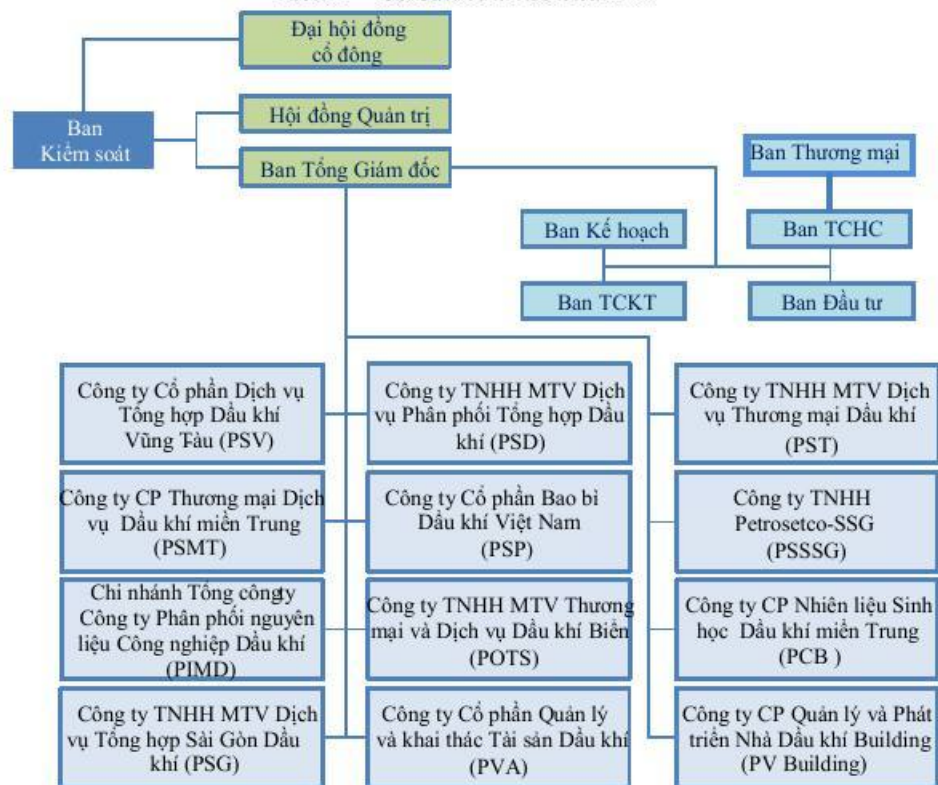 Đại hội đồng
cổ đông
Ban
Kiểm soát
Hội đồng Quản trị
Ban Tổng Giám đốc
Ban Thương mại
Ban Kế hoạch
Ban TCHC
Ban TCKT
Ban Đầu tư
Công ty Cổ phần Dịch vụ
Tổng hợp Dầu khí
Vũng Tàu (PSV)
Công ty TNHH MTV Dịch
vụ Phân phối Tổng hợp Dầu
khí (PSD)
Công ty TNHH MTV Dịch
vụ Thương mại Dầu khí
(PST)
Công ty CP Thương mại Dịch
vụ Dầu khí miền Trung
(PSMT)
Công ty Cổ phần Bao bì
Dầu khí Việt Nam
(PSP)
Công ty TNHH
Petrosetco-SSG
(PSSSG)
Chi nhánh Tổng công ty
Công ty Phân phối nguyên
liệu Công nghiệp Dầu khí
(PIMD)
Công ty TNHH MTV Thương
mại và Dịch vụ Dầu khí Biển
(POTS)
Công ty CP Nhiên liệu Sinh
học Dầu khí miền Trung
(PCB )
Công ty TNHH MTV Dịch
vụ Tổng hợp Sài Gòn Dầu
khí (PSG)
Công ty Cổ phần Quản lý
và khai thác Tài sản Dầu khí
(PVA)
Công ty CP Quản lý và Phát
triển Nhà Dầu khí Building
(PV Building)